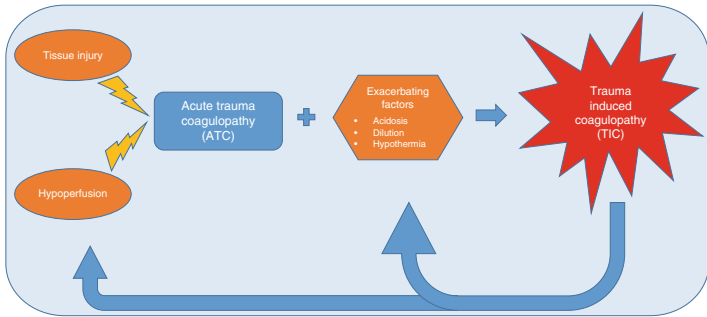 Tissue injury
Hypoperfusion
Acute trauma
coagulopathy
(ATC)
Exacerbating
factors
• Acidosis
• Dilution
• Hypothermia
Trauma
induced
coagulopathy
(TIC)